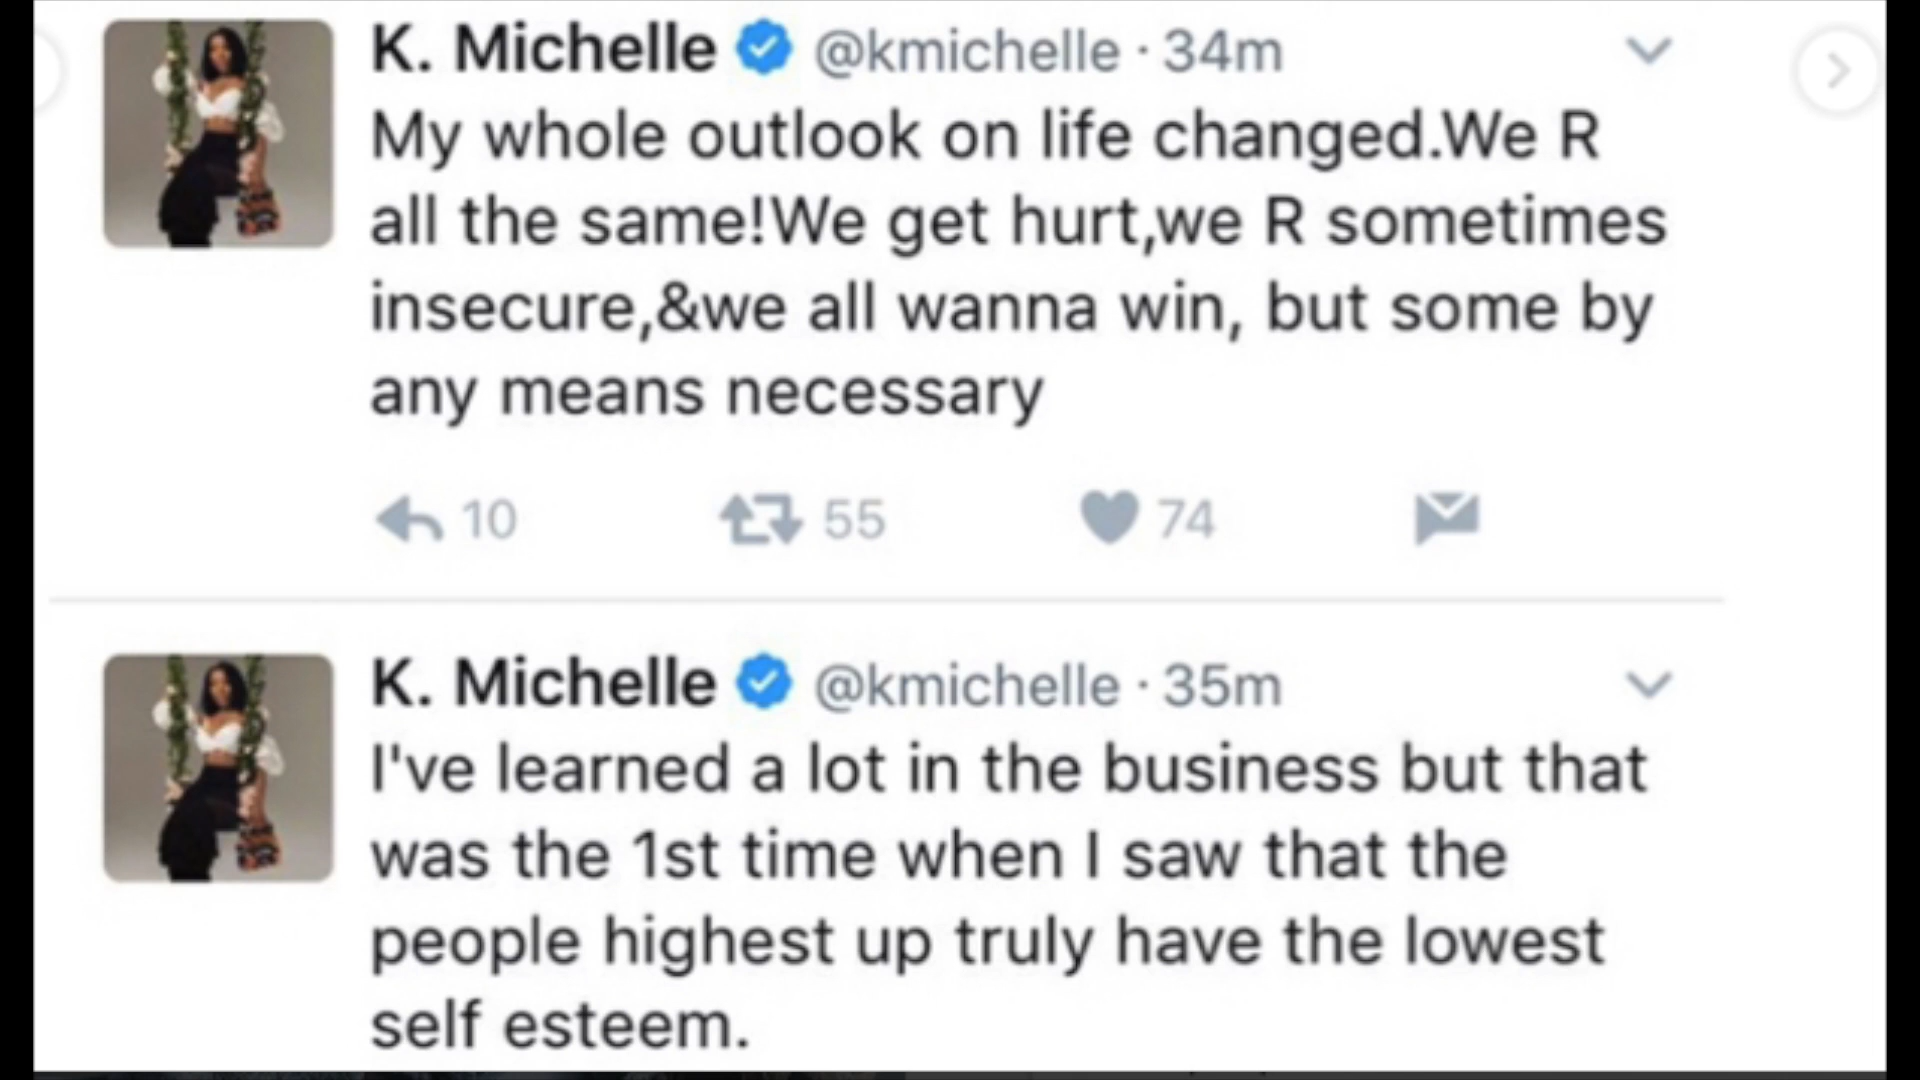 K. Michelle @kmichelle · 34m
My whole outlook on life changed.We R
all the same!We get hurt,we R sometimes
insecure,&we all wanna win, but some by
any means necessary
10 55 74
K. Michelle @kmichelle · 35m
I've learned a lot in the business but that
was the 1st time when I saw that the
people highest up truly have the lowest
self esteem.